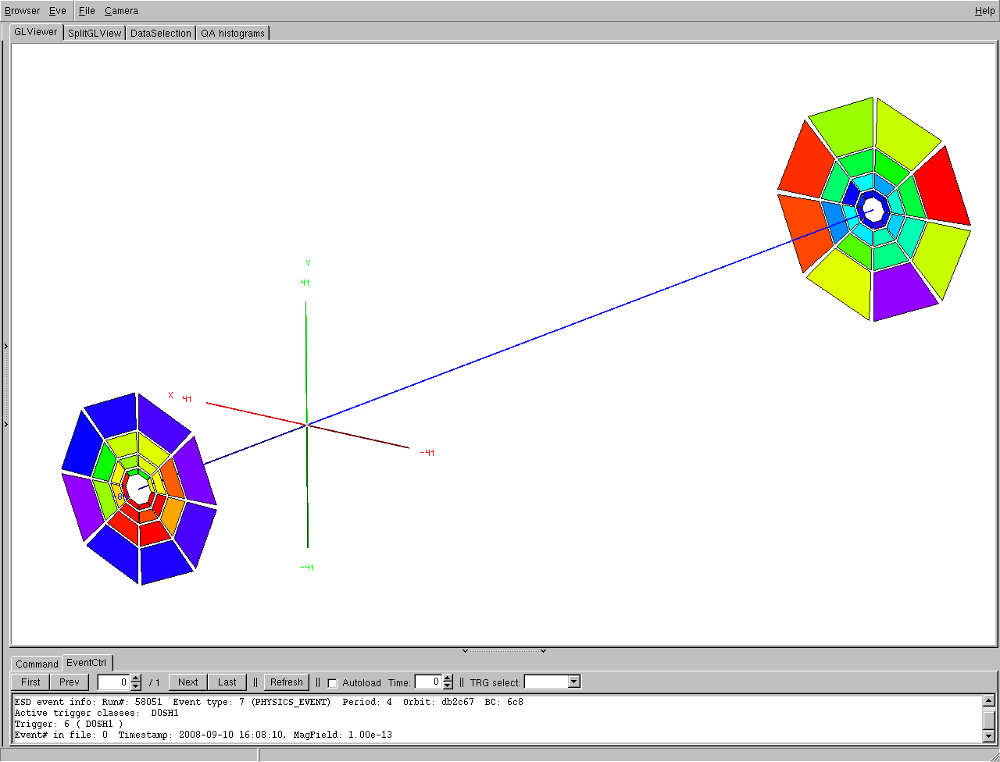 Browser Eve File Camera Help
GLViewer SplitGLView DataSelection QA histograms
Y
41
X 41
-41
-41
Command EventCtrl
First Prev 0 / 1 Next Last || Refresh || Autoload Time: 0 || TRG select:
ESD event info: Run#: 58051 Event type: 7 (PHYSICS_EVENT) Period: 4 Orbit: db2c67 BC: 6c8
Active trigger classes: D0SH1
Trigger: 6 ( D0SH1 )
Event# in file: 0 Timestamp: 2008-09-10 16:08:10, MagField: 1.00e-13